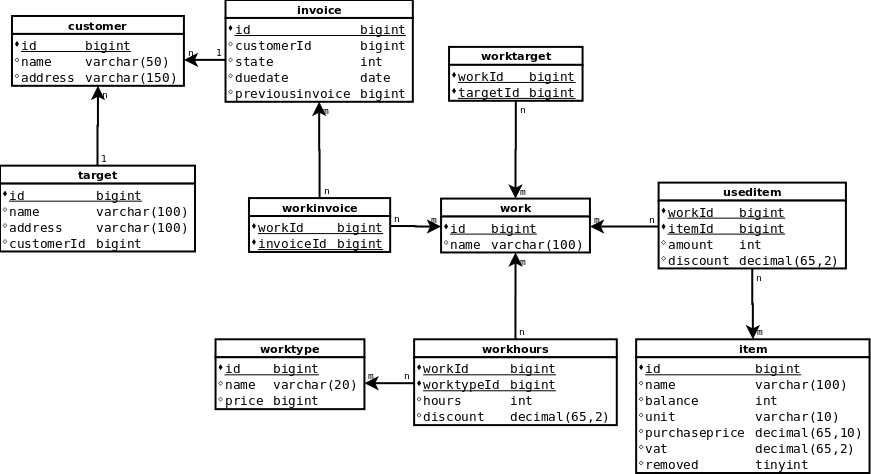 customer
id bigint
name varchar(50)
address varchar(150)
n
1
invoice
id bigint
customerId bigint
state int
duedate date
previousinvoice bigint
m
n
worktarget
workId bigint
targetId bigint
n
m
n
1
target
id bigint
name varchar(100)
address varchar(100)
customerId bigint
workinvoice
workId bigint
invoiceId bigint
n
m
work
id bigint
name varchar(100)
m
n
m
n
useditem
workId bigint
itemId bigint
amount int
discount decimal(65,2)
n
m
worktype
id bigint
name varchar(20)
price bigint
m
n
workhours
workId bigint
worktypeId bigint
hours int
discount decimal(65,2)
item
id bigint
name varchar(100)
balance int
unit varchar(10)
purchaseprice decimal(65,10)
vat decimal(65,2)
removed tinyint